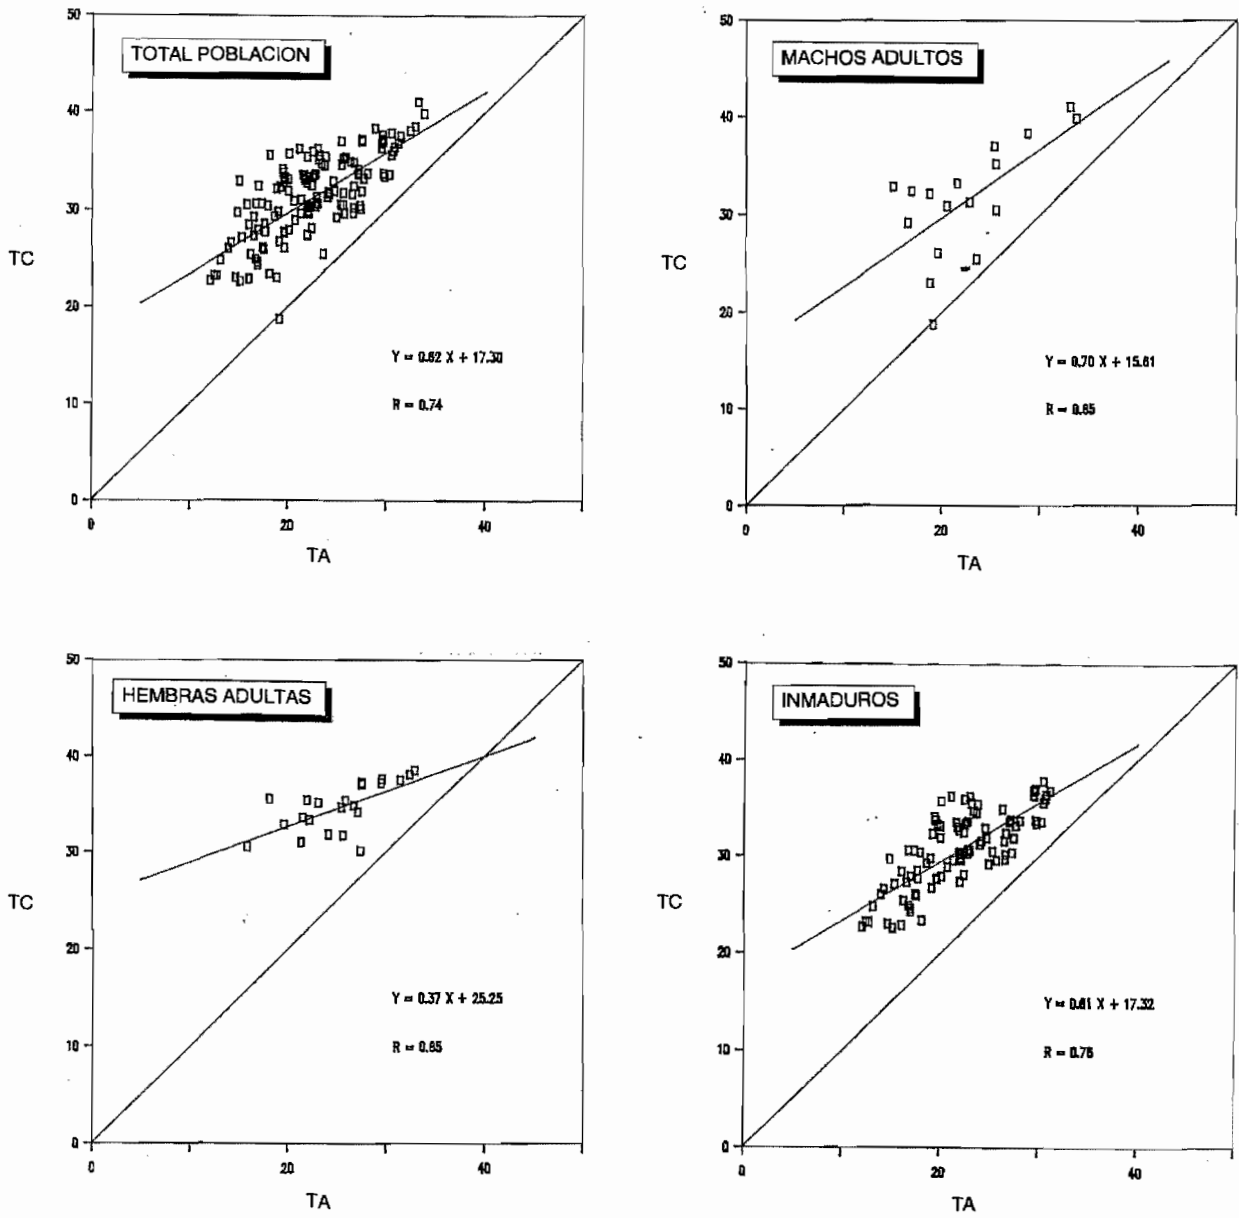 TOTAL POBLACION
50
40
30
20
10
0
0
20
40
TC
TA
Y = 0.62 X + 17.30
R = 0.74
MACHOS ADULTOS
50
40
30
20
10
0
0
20
40
TC
TA
Y = 0.70 X + 15.61
R = 0.65
HEMBRAS ADULTAS
50
40
30
20
10
0
0
20
40
TC
TA
Y = 0.37 X + 25.25
R = 0.65
INMADUROS
50
40
30
20
10
0
0
20
40
TC
TA
Y = 0.61 X + 17.32
R = 0.76